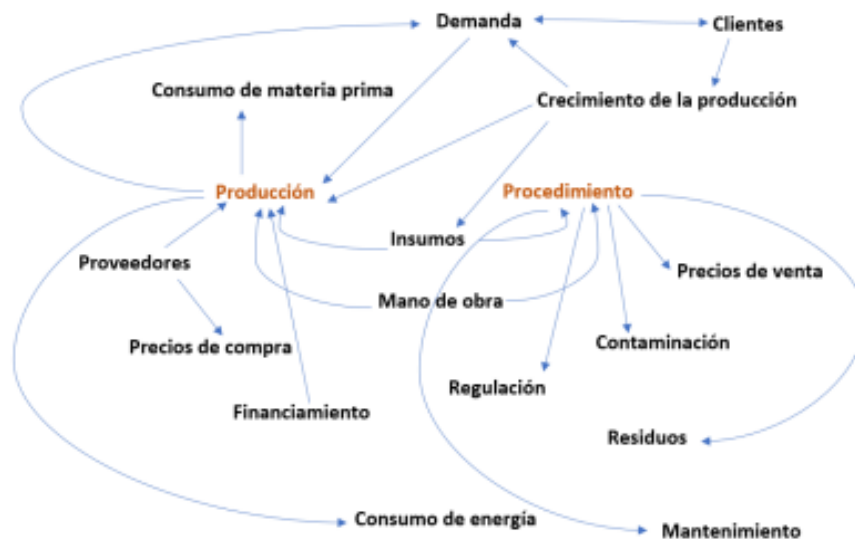 Demanda
Clientes
Consumo de materia prima
Crecimiento de la producción
Producción
Procedimiento
Insumos
Proveedores
Precios de venta
Mano de obra
Precios de compra
Contaminación
Regulación
Financiamiento
Residuos
Consumo de energía
Mantenimiento